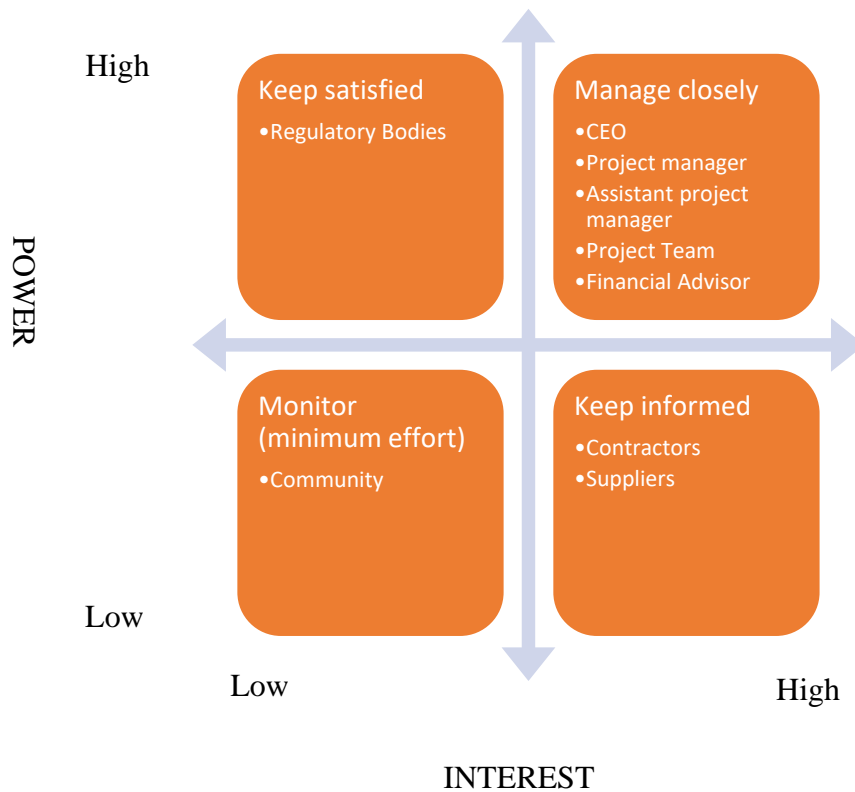 High
Keep satisfied
•Regulatory Bodies
Manage closely
•CEO
•Project manager
•Assistant project
manager
•Project Team
•Financial Advisor
POWER
Monitor
(minimum effort)
•Community
Keep informed
•Contractors
•Suppliers
Low
Low
High
INTEREST